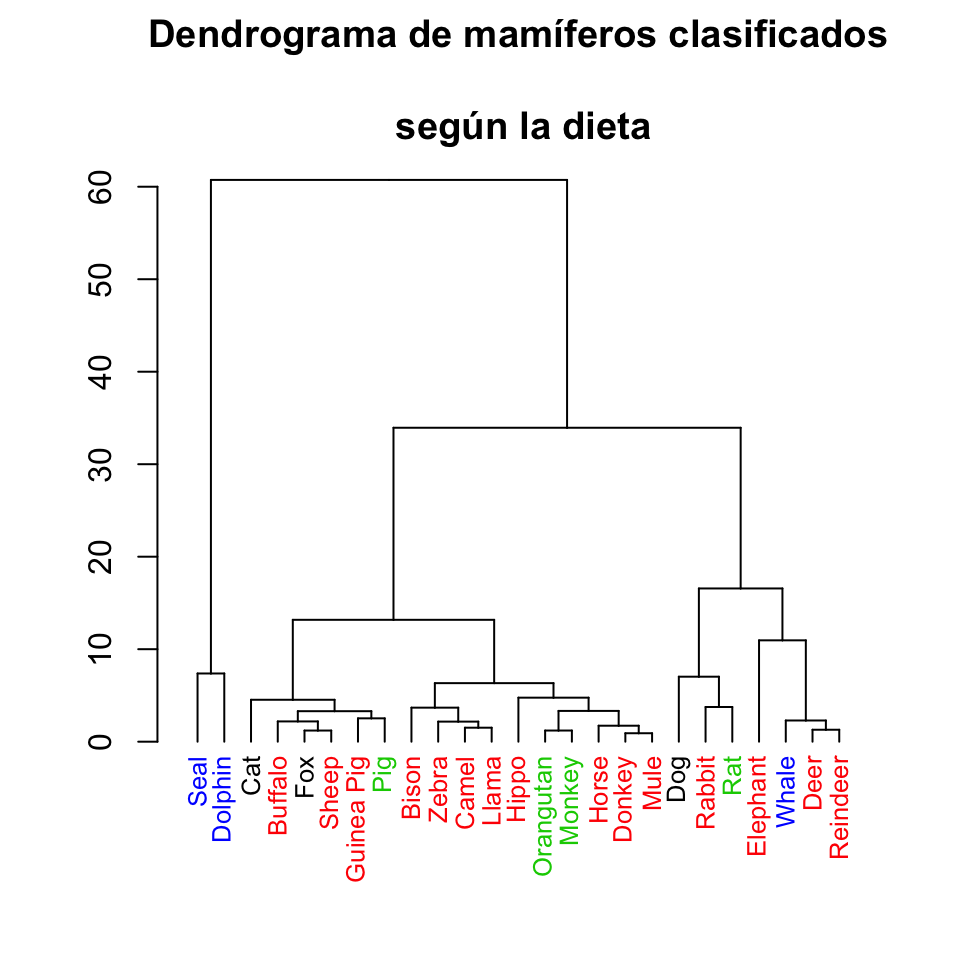 Dendrograma de mamíferos clasificados
según la dieta
60
50
40
30
20
10
0
Seal
Dolphin
Cat
Buffalo
Fox
Sheep
Guinea Pig
Pig
Bison
Zebra
Camel
Llama
Hippo
Orangutan
Monkey
Horse
Donkey
Mule
Dog
Rabbit
Rat
Elephant
Whale
Deer
Reindeer